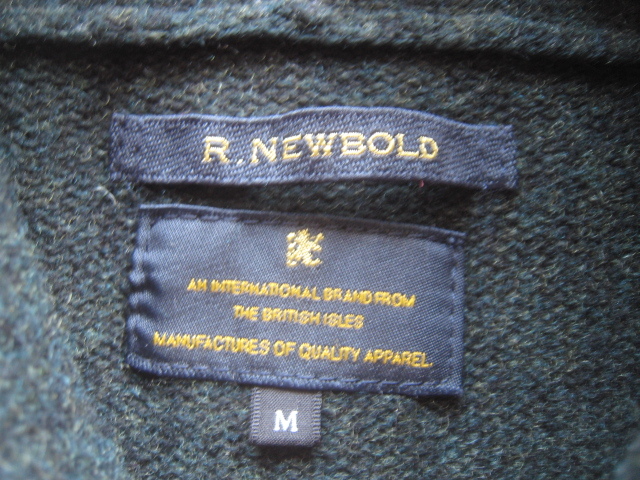 R. NEWBOLD
AN INTERNATIONAL BRAND FROM
THE BRITISH ISLES
MANUFACTURES OF QUALITY APPAREL.
M